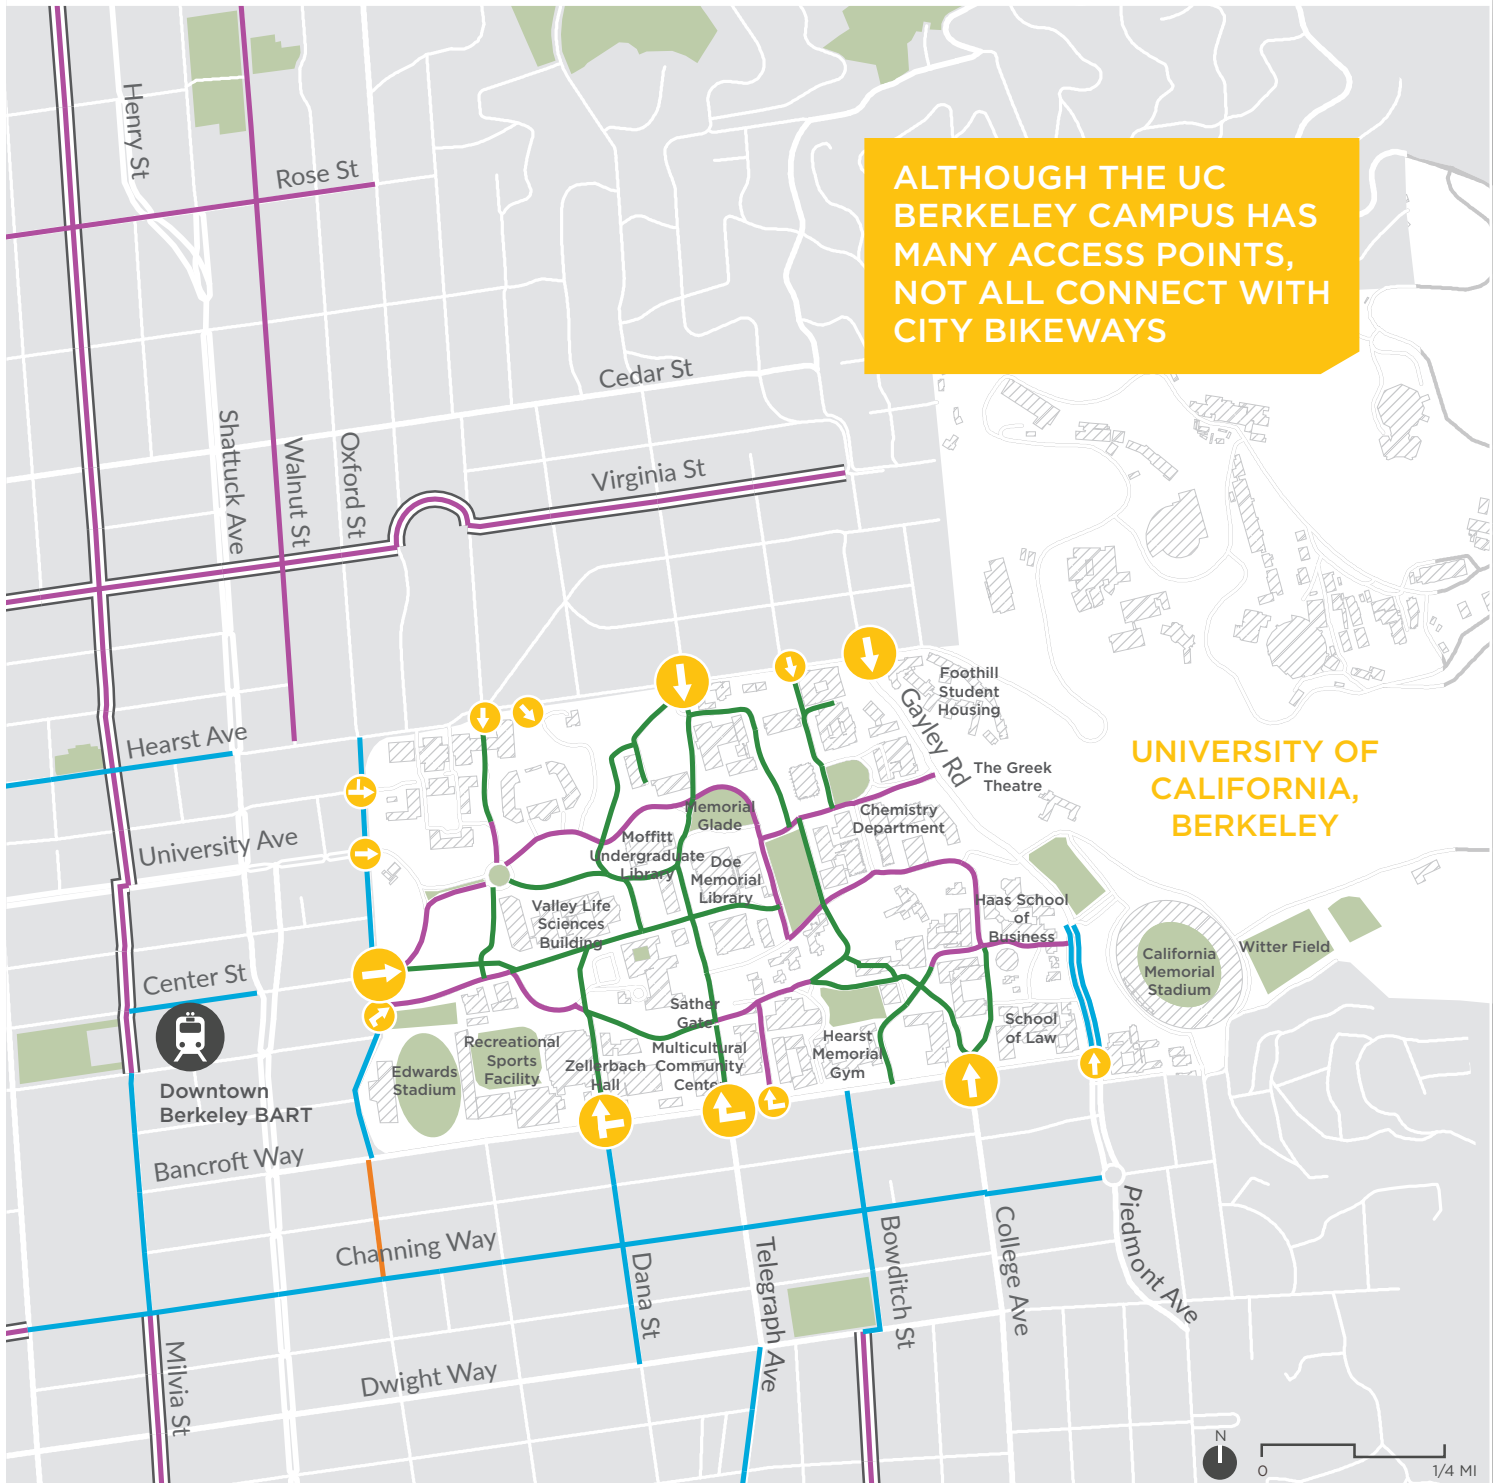 Henry St
Rose St
ALTHOUGH THE UC
BERKELEY CAMPUS HAS
MANY ACCESS POINTS,
NOT ALL CONNECT WITH
CITY BIKEWAYS
Cedar St
Shattuck Ave
Walnut St
Oxford St
Virginia St
Foothill
Student
Housing
Gayley Rd
Hearst Ave
The Greek
Theatre
UNIVERSITY OF
CALIFORNIA,
BERKELEY
University Ave
Memorial
Glade
Chemistry
Department
Moffitt
Undergraduate
Library
Doe
Memorial
Library
Valley Life
Sciences
Building
Haas School
of
Business
California
Memorial
Stadium
Witter Field
Center St
Sather
Gate
School
of Law
Downtown
Berkeley BART
Edwards
Stadium
Recreational
Sports
Facility
Zellerbach
Hall
Multicultural
Community
Cente
Hearst
Memorial
Gym
Bancroft Way
Channing Way
Dana St
Telegraph Ave
Bowditch St
College Ave
Piedmont Ave
Milvia St
Dwight Way
N
0
1/4 MI